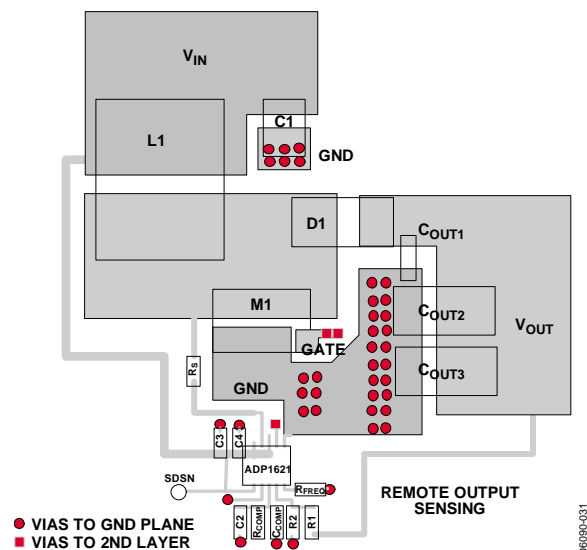 VIN
L1
C1
GND
D1
COUT1
M1
COUT2
VOUT
GATE
RS
COUT3
GND
C3
C4
ADP1621
SDSN
RFREQ
REMOTE OUTPUT
SENSING
C2
RCOMP
CCOMP
R2
R1
VIAS TO GND PLANE
VIAS TO 2ND LAYER
06090-031